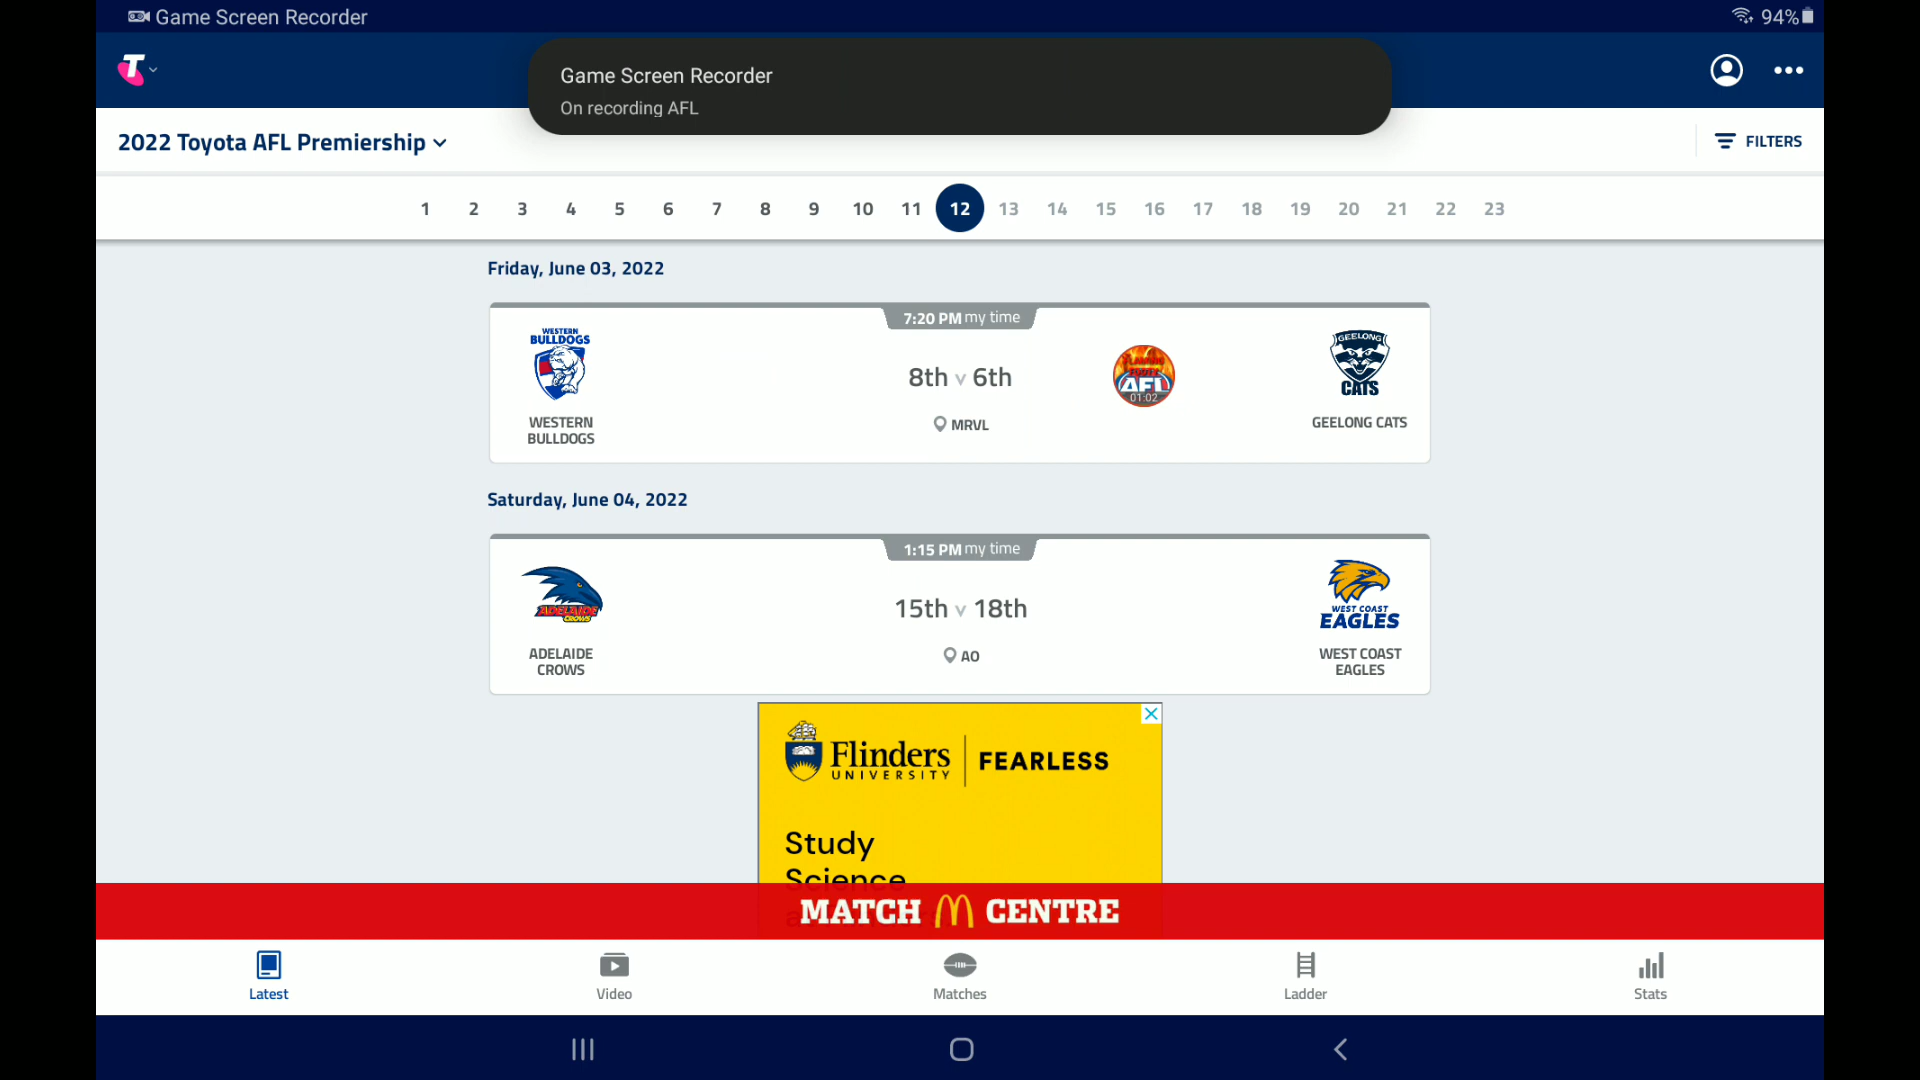 Game Screen Recorder
94%
Game Screen Recorder
On recording AFL
2022 Toyota AFL Premiership
FILTERS
1 2 3 4 5 6 7 8 9 10 11 12 13 14 15 16 17 18 19 20 21 22 23
Friday, June 03, 2022
7:20 PM my time
WESTERN
BULLDOGS
8th v 6th
AFL
01:02
GEELONG
CATS
MRVL
WESTERN
BULLDOGS
GEELONG CATS
Saturday, June 04, 2022
1:15 PM my time
ADELAIDE
CROWS
15th v 18th
WEST COAST
EAGLES
AO
ADELAIDE
CROWS
WEST COAST
EAGLES
Flinders
UNIVERSITY
FEARLESS
Study
Science
MATCH CENTRE
Latest
Video
Matches
Ladder
Stats